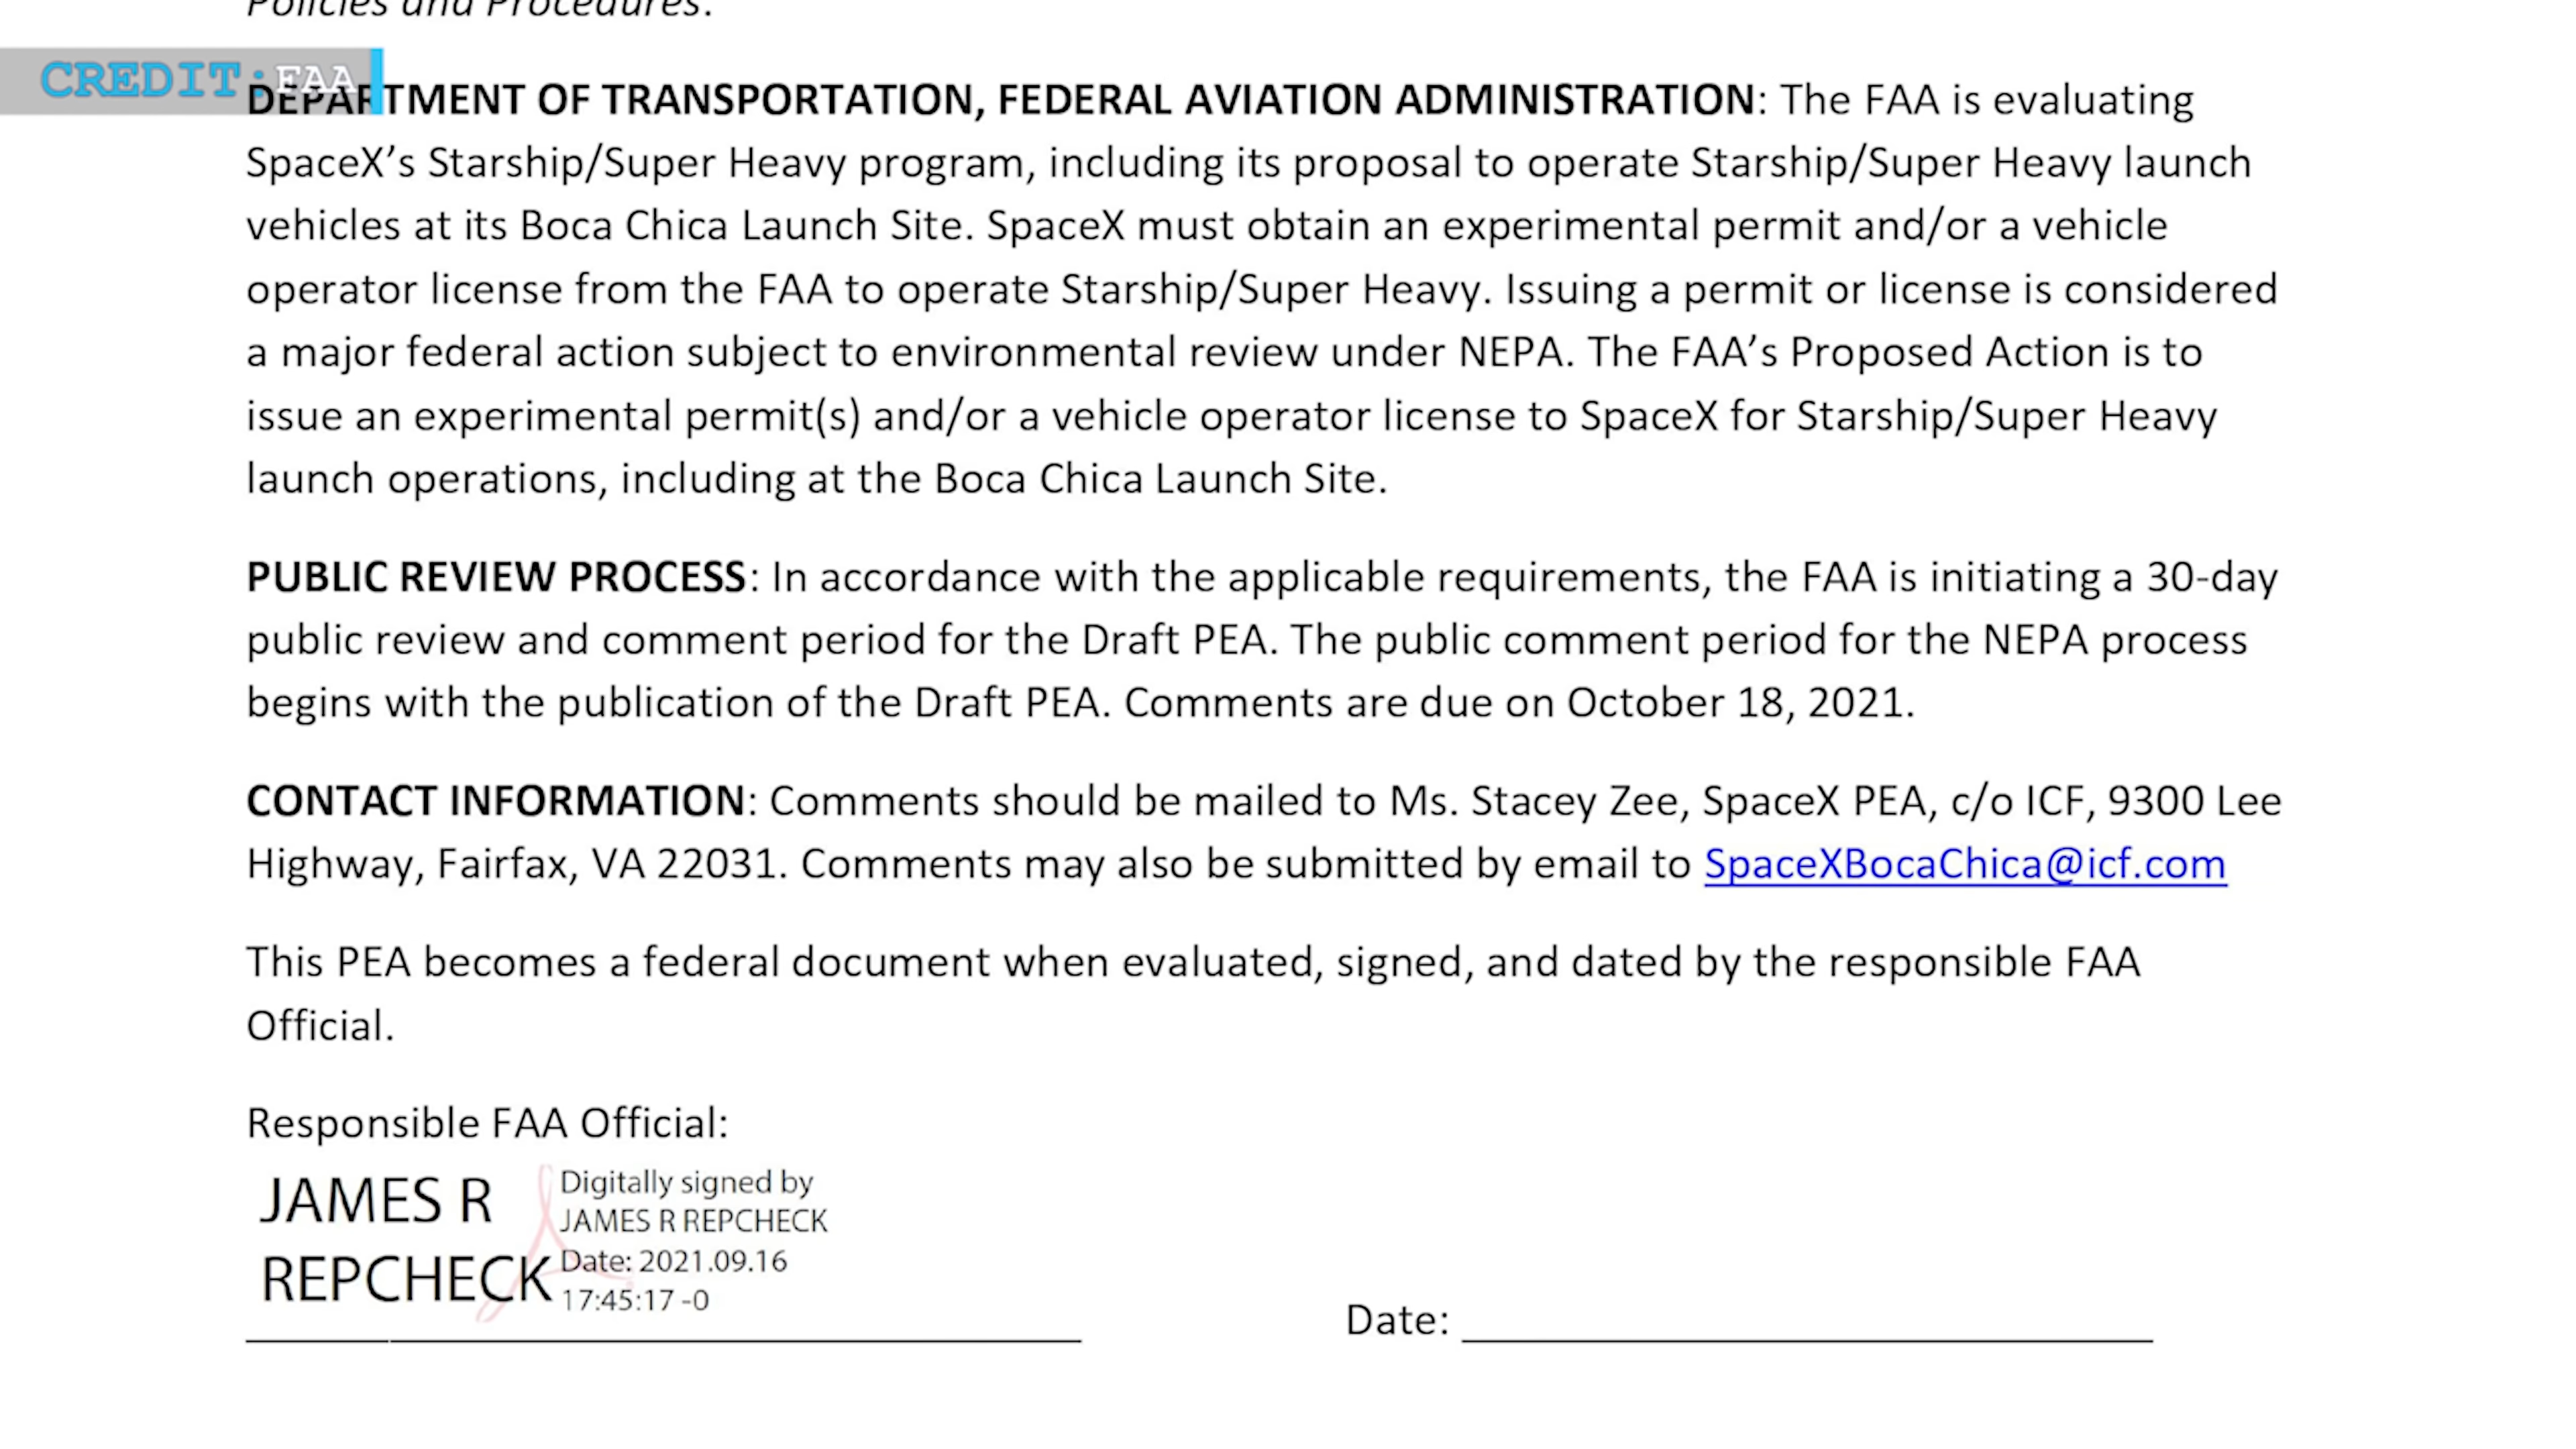 Policies and Procedures.
CREDIT:FAA
DEPARTMENT OF TRANSPORTATION, FEDERAL AVIATION ADMINISTRATION: The FAA is evaluating
SpaceX’s Starship/Super Heavy program, including its proposal to operate Starship/Super Heavy launch
vehicles at its Boca Chica Launch Site. SpaceX must obtain an experimental permit and/or a vehicle
operator license from the FAA to operate Starship/Super Heavy. Issuing a permit or license is considered
a major federal action subject to environmental review under NEPA. The FAA’s Proposed Action is to
issue an experimental permit(s) and/or a vehicle operator license to SpaceX for Starship/Super Heavy
launch operations, including at the Boca Chica Launch Site.
PUBLIC REVIEW PROCESS: In accordance with the applicable requirements, the FAA is initiating a 30-day
public review and comment period for the Draft PEA. The public comment period for the NEPA process
begins with the publication of the Draft PEA. Comments are due on October 18, 2021.
CONTACT INFORMATION: Comments should be mailed to Ms. Stacey Zee, SpaceX PEA, c/o ICF, 9300 Lee
Highway, Fairfax, VA 22031. Comments may also be submitted by email to SpaceXBocaChica@icf.com
This PEA becomes a federal document when evaluated, signed, and dated by the responsible FAA
Official.
Responsible FAA Official:
JAMES R
REPCHECK
Digitally signed by
JAMES R REPCHECK
Date: 2021.09.16
17:45:17 -0
Date: